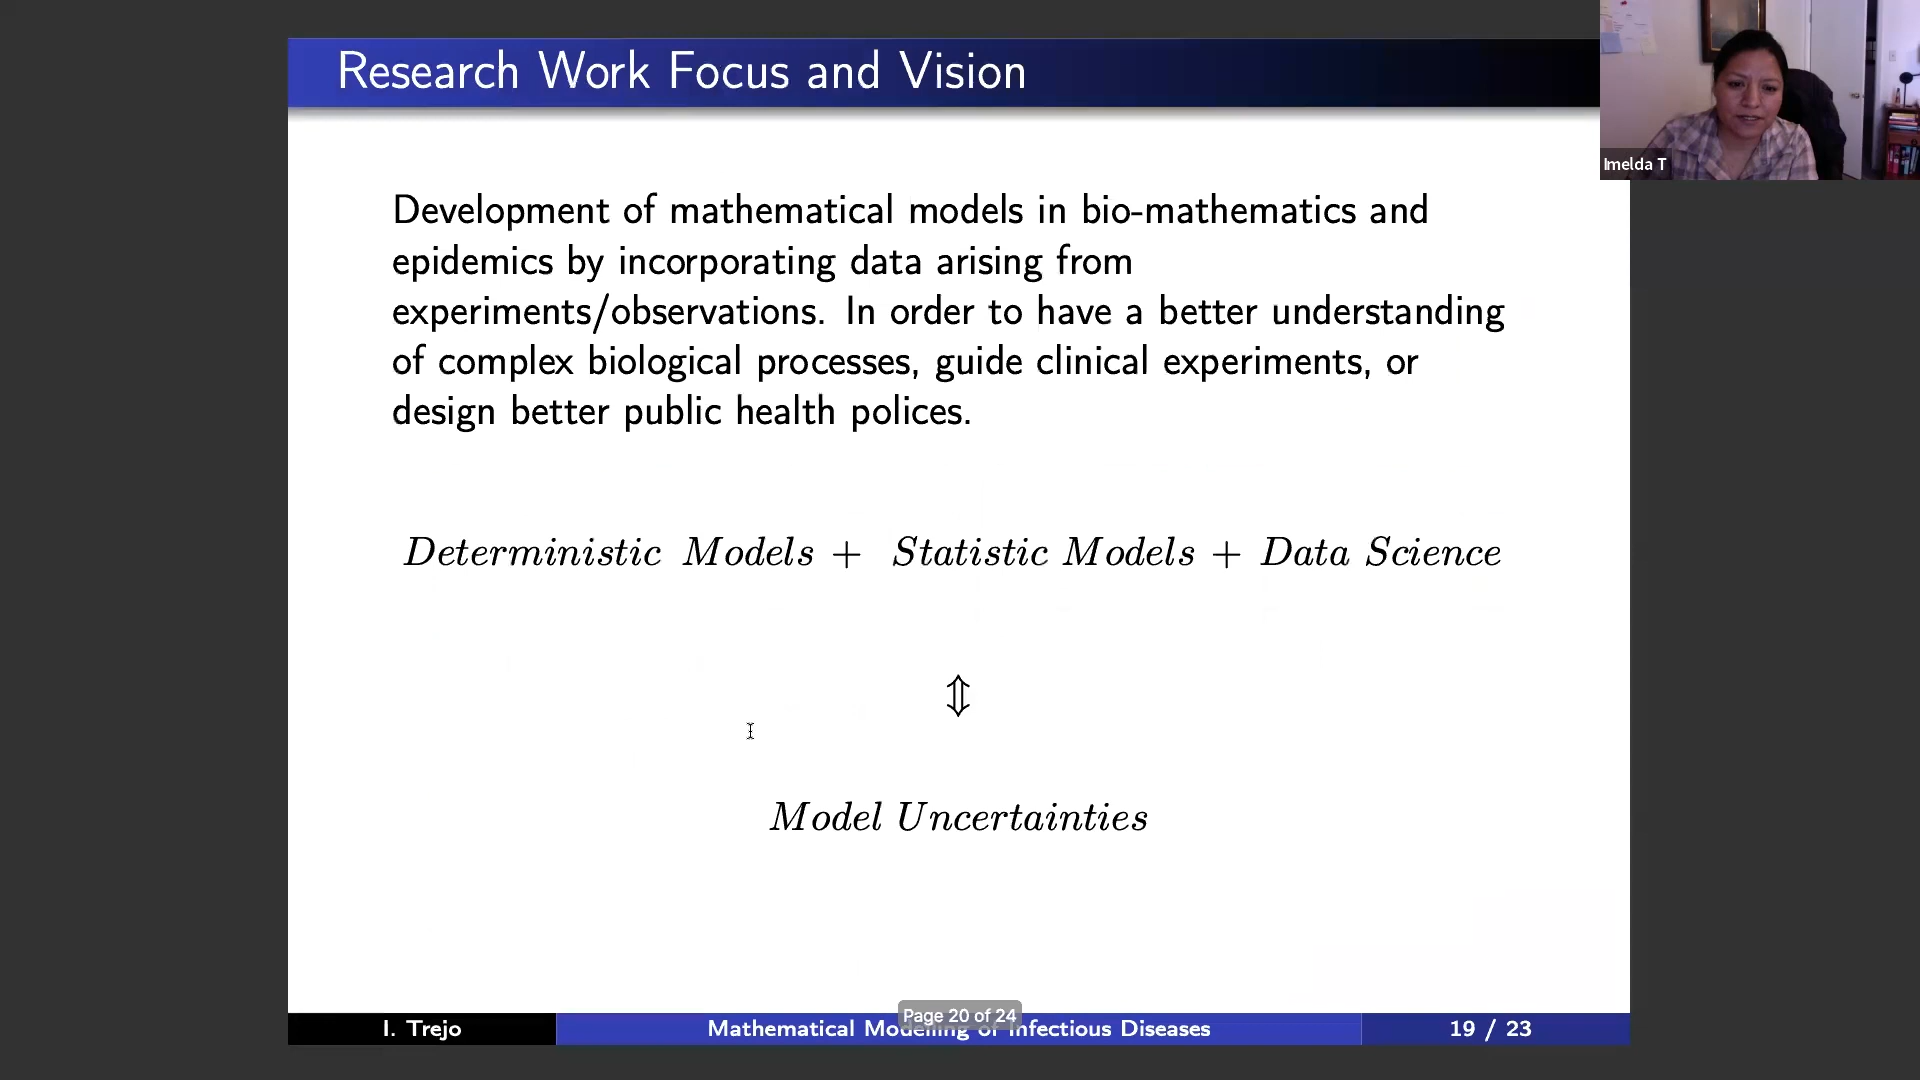 Research Work Focus and Vision
Imelda T
Development of mathematical models in bio-mathematics and
epidemics by incorporating data arising from
experiments/observations. In order to have a better understanding
of complex biological processes, guide clinical experiments, or
design better public health polices.
Deterministic Models + Statistic Models + Data Science
⇕
Model Uncertainties
Page 20 of 24
I. Trejo
Mathematical Modelling of Infectious Diseases
19 / 23